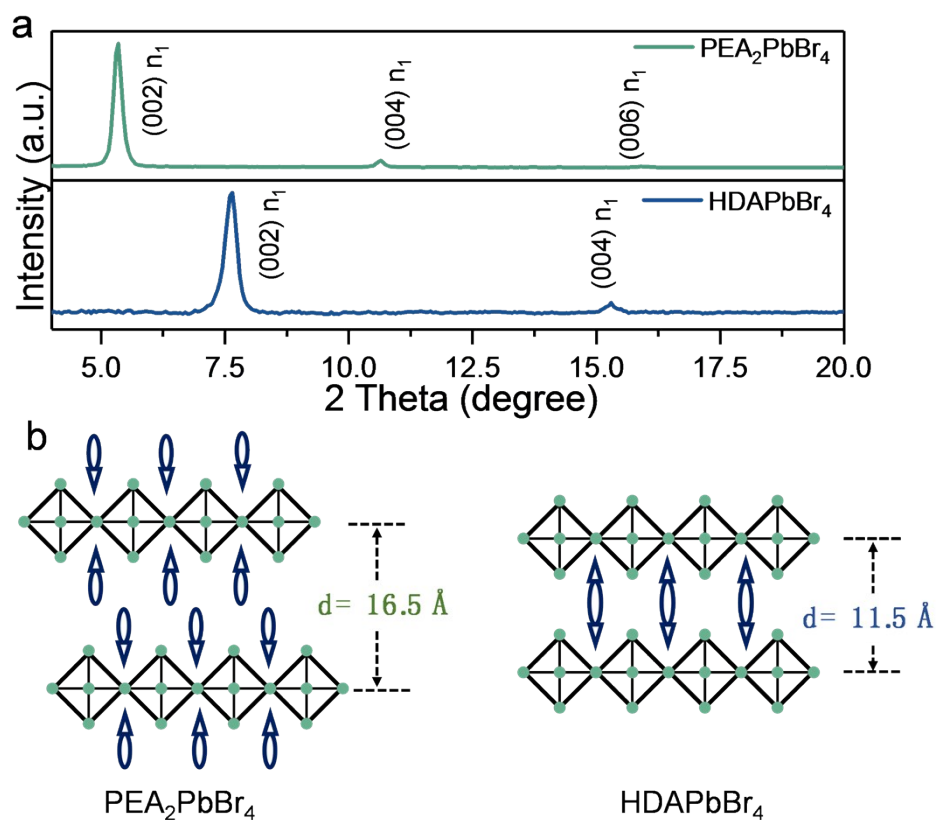 a
PEA₂PbBr₄
(002) n₁
(004) n₁
(006) n₁
HDAPbBr₄
(002) n₁
(004) n₁
Intensity (a.u.)
5.0 7.5 10.0 12.5 15.0 17.5 20.0
2 Theta (degree)
b
d= 16.5 Å
d= 11.5 Å
PEA₂PbBr₄
HDAPbBr₄